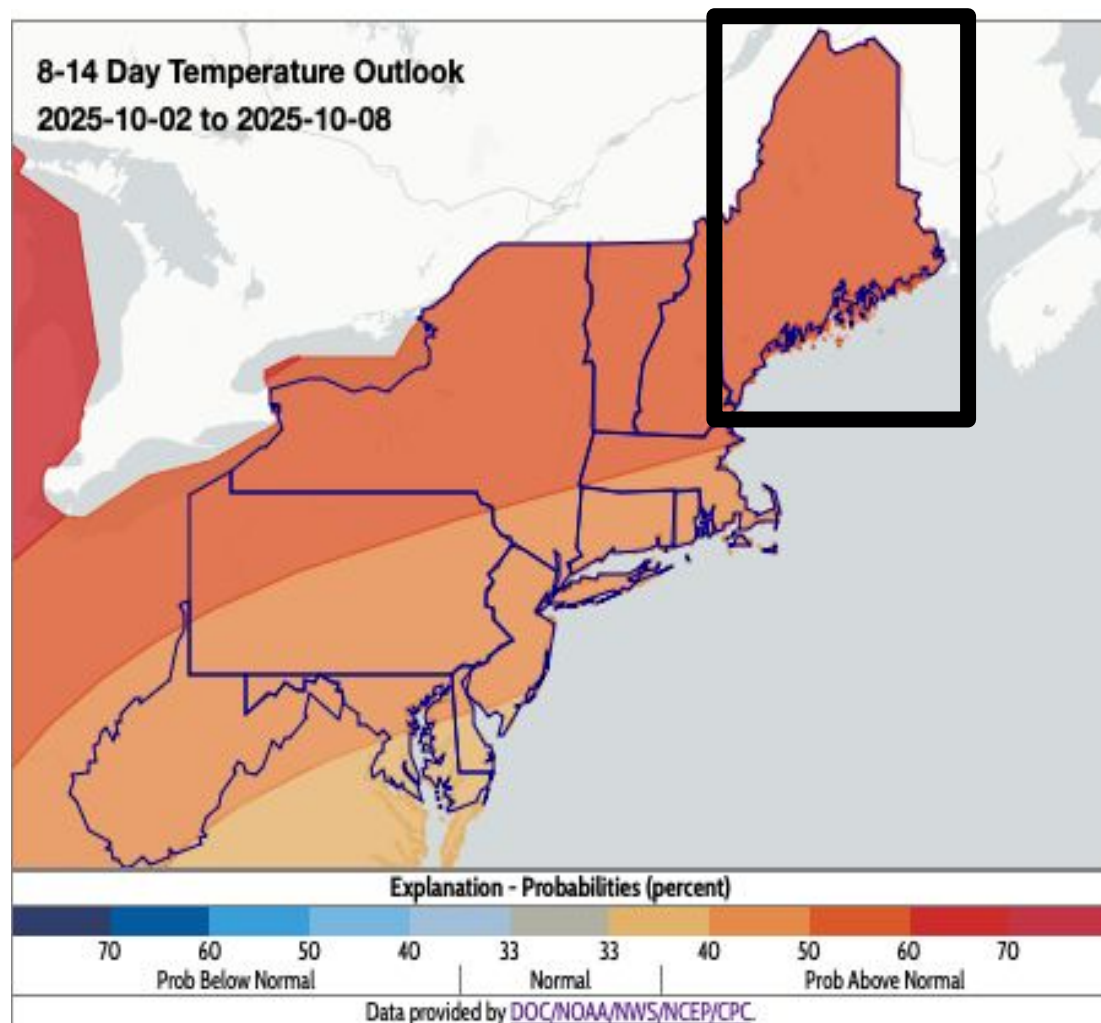 8-14 Day Temperature Outlook
2025-10-02 to 2025-10-08
Explanation - Probabilities (percent)
70 60 50 40 33 33 40 50 60 70
Prob Below Normal Normal Prob Above Normal
Data provided by DOC/NOAA/NWS/NCEP/CPC.